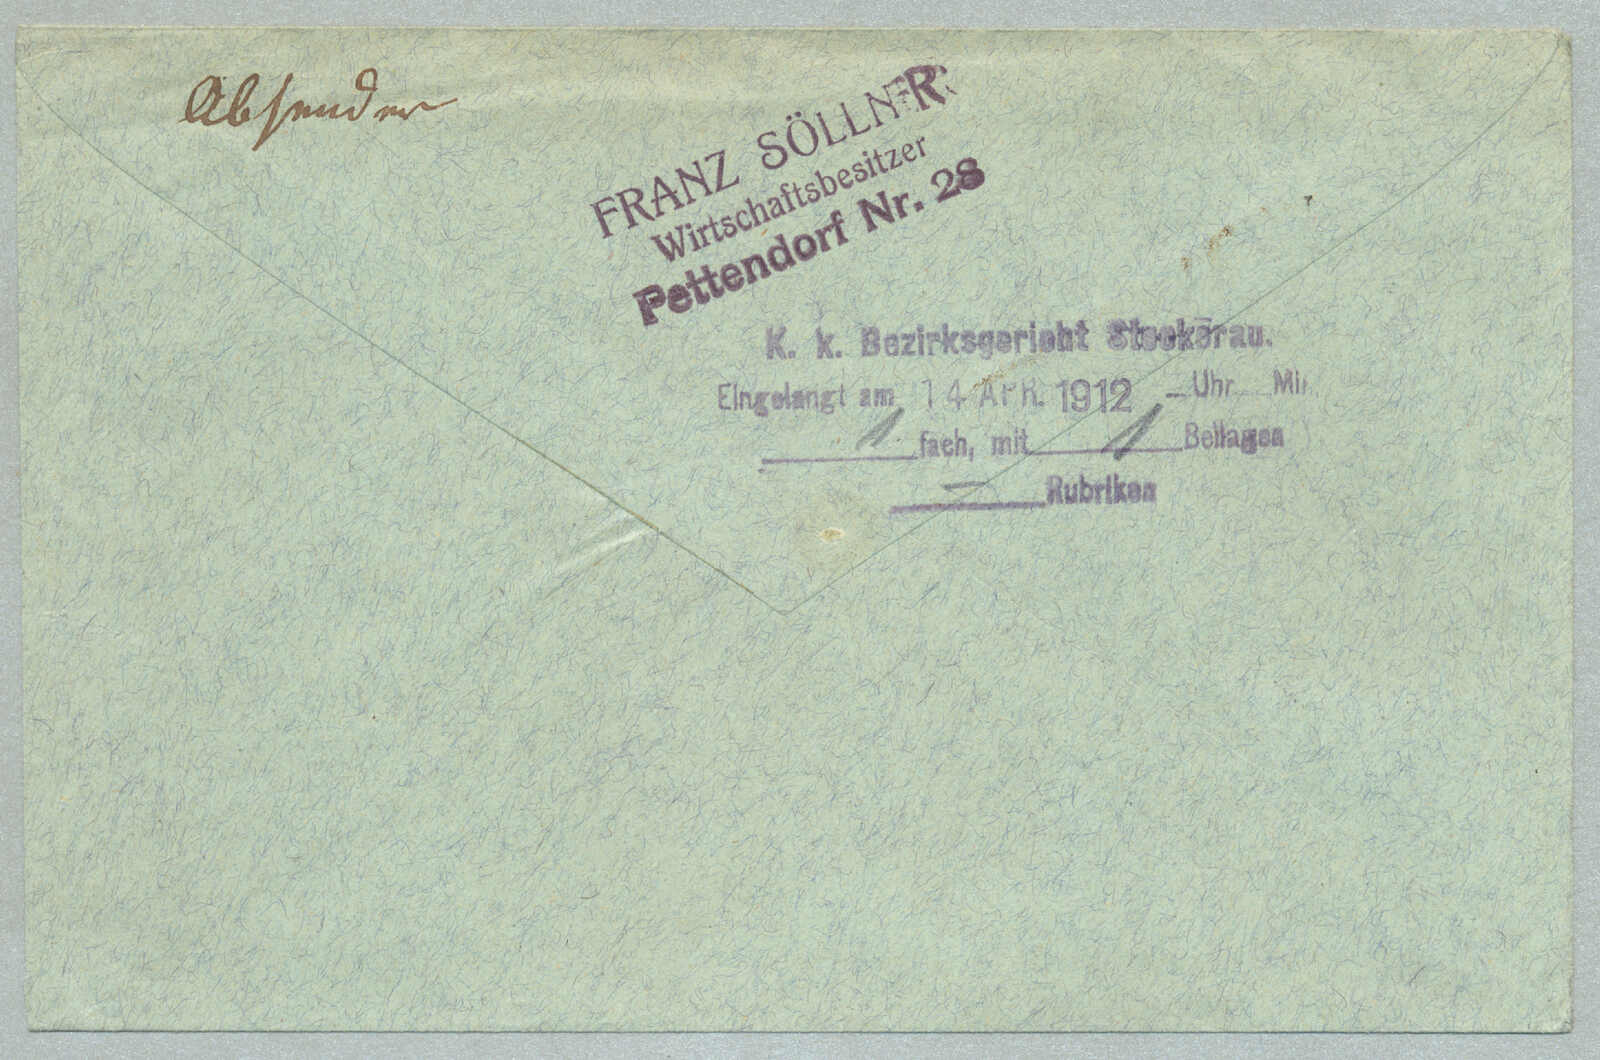 Absender
FRANZ SÖLLNER
Wirtschaftsbesitzer
Pettendorf Nr. 28
K. k. Bezirksgericht Stockerau.
Eingelangt am 14 APR. 1912 – Uhr Min
1 fach, mit 1 Beilagen
– Rubriken